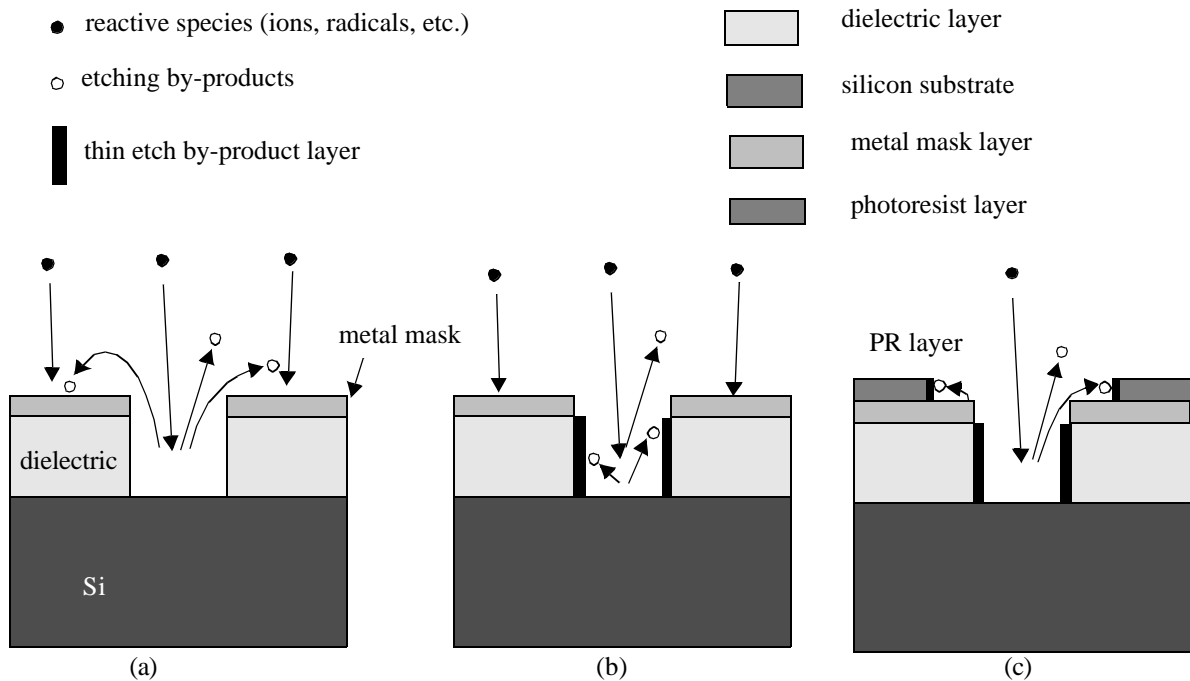 reactive species (ions, radicals, etc.)
etching by-products
thin etch by-product layer
dielectric layer
silicon substrate
metal mask layer
photoresist layer
metal mask
PR layer
dielectric
Si
(a)
(b)
(c)